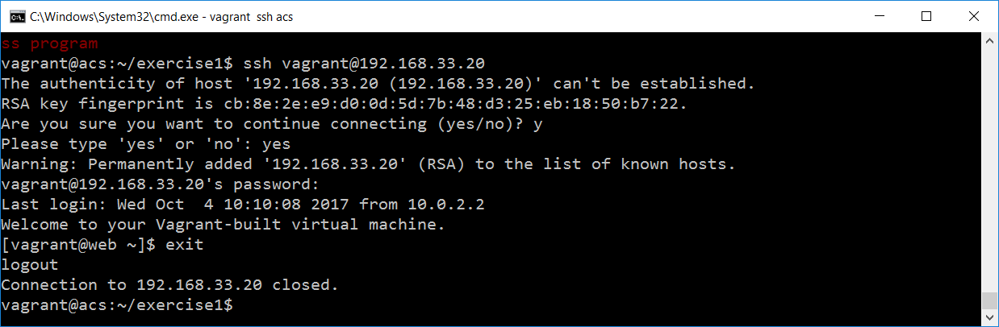 C:\Windows\System32\cmd.exe - vagrant  ssh acs
ss program
vagrant@acs:~/exercise1$ ssh vagrant@192.168.33.20
The authenticity of host '192.168.33.20 (192.168.33.20)' can't be established.
RSA key fingerprint is cb:8e:2e:e9:d0:0d:5d:7b:48:d3:25:eb:18:50:b7:22.
Are you sure you want to continue connecting (yes/no)? y
Please type 'yes' or 'no': yes
Warning: Permanently added '192.168.33.20' (RSA) to the list of known hosts.
vagrant@192.168.33.20's password:
Last login: Wed Oct  4 10:10:08 2017 from 10.0.2.2
Welcome to your Vagrant-built virtual machine.
[vagrant@web ~]$ exit
logout
Connection to 192.168.33.20 closed.
vagrant@acs:~/exercise1$